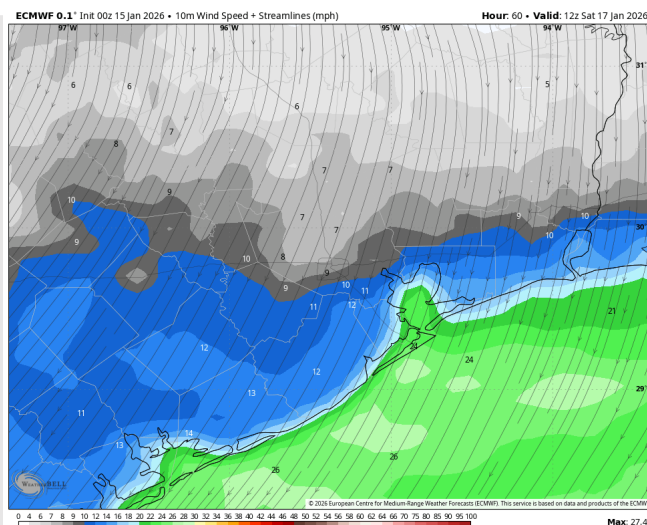 ECMWF 0.1° Init 00z 15 Jan 2026 • 10m Wind Speed + Streamlines (mph)
Hour: 60 • Valid: 12z Sat 17 Jan 2026
97°W 96°W 95°W 94°W
31°
6 6 6 5
7
8
7 7
9
10
7 9 10
7 10
30°
9
10 8
9
9 10 11
11 12
21
12
24
24
12
29°
13
11
14
13
26
26
WEATHERBELL
© 2026 European Centre for Medium-Range Weather Forecasts (ECMWF). This service is based on data and products of the ECMWF
0 4 6 7 8 9 10 12 14 16 18 20 22 24 26 28 30 32 34 36 38 40 42 44 46 48 50 52 54 56 58 60 65 70 75 80 85 90 95 100
Max: 27.4